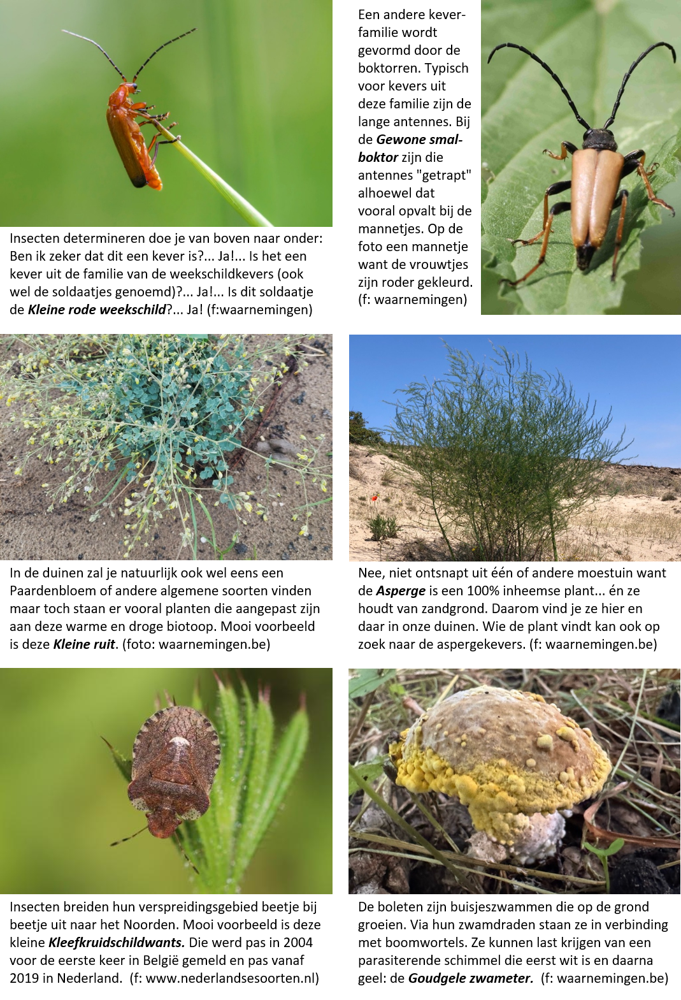 Een andere kever-
familie wordt
gevormd door de
boktorren. Typisch
voor kevers uit
deze familie zijn de
lange antennes. Bij
de Gewone smal-
boktor zijn die
antennes "getrapt"
alhoewel dat
vooral opvalt bij de
mannetjes. Op de
foto een mannetje
want de vrouwtjes
zijn roder gekleurd.
(f: waarnemingen)
Insecten determineren doe je van boven naar onder:
Ben ik zeker dat dit een kever is?... Ja!... Is het een
kever uit de familie van de weekschildkevers (ook
wel de soldaatjes genoemd)?... Ja!... Is dit soldaatje
de Kleine rode weekschild?... Ja! (f:waarnemingen)
In de duinen zal je natuurlijk ook wel eens een
Paardenbloem of andere algemene soorten vinden
maar toch staan er vooral planten die aangepast zijn
aan deze warme en droge biotoop. Mooi voorbeeld
is deze Kleine ruit. (foto: waarnemingen.be)
Nee, niet ontsnapt uit één of andere moestuin want
de Asperge is een 100% inheemse plant... én ze
houdt van zandgrond. Daarom vind je ze hier en
daar in onze duinen. Wie de plant vindt kan ook op
zoek naar de aspergekevers. (f: waarnemingen.be)
Insecten breiden hun verspreidingsgebied beetje bij
beetje uit naar het Noorden. Mooi voorbeeld is deze
kleine Kleefkruidschildwants. Die werd pas in 2004
voor de eerste keer in België gemeld en pas vanaf
2019 in Nederland. (f: www.nederlandsesoorten.nl)
De boleten zijn buisjeszwammen die op de grond
groeien. Via hun zwamdraden staan ze in verbinding
met boomwortels. Ze kunnen last krijgen van een
parasiterende schimmel die eerst wit is en daarna
geel: de Goudgele zwameter. (f: waarnemingen.be)